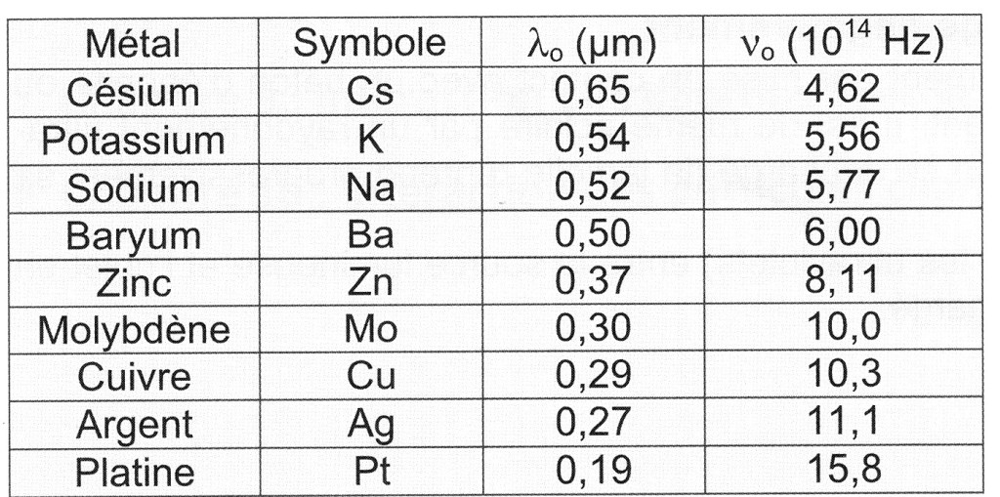 Métal Symbole λo (µm) νo (10^14 Hz)
Césium Cs 0,65 4,62
Potassium K 0,54 5,56
Sodium Na 0,52 5,77
Baryum Ba 0,50 6,00
Zinc Zn 0,37 8,11
Molybdène Mo 0,30 10,0
Cuivre Cu 0,29 10,3
Argent Ag 0,27 11,1
Platine Pt 0,19 15,8